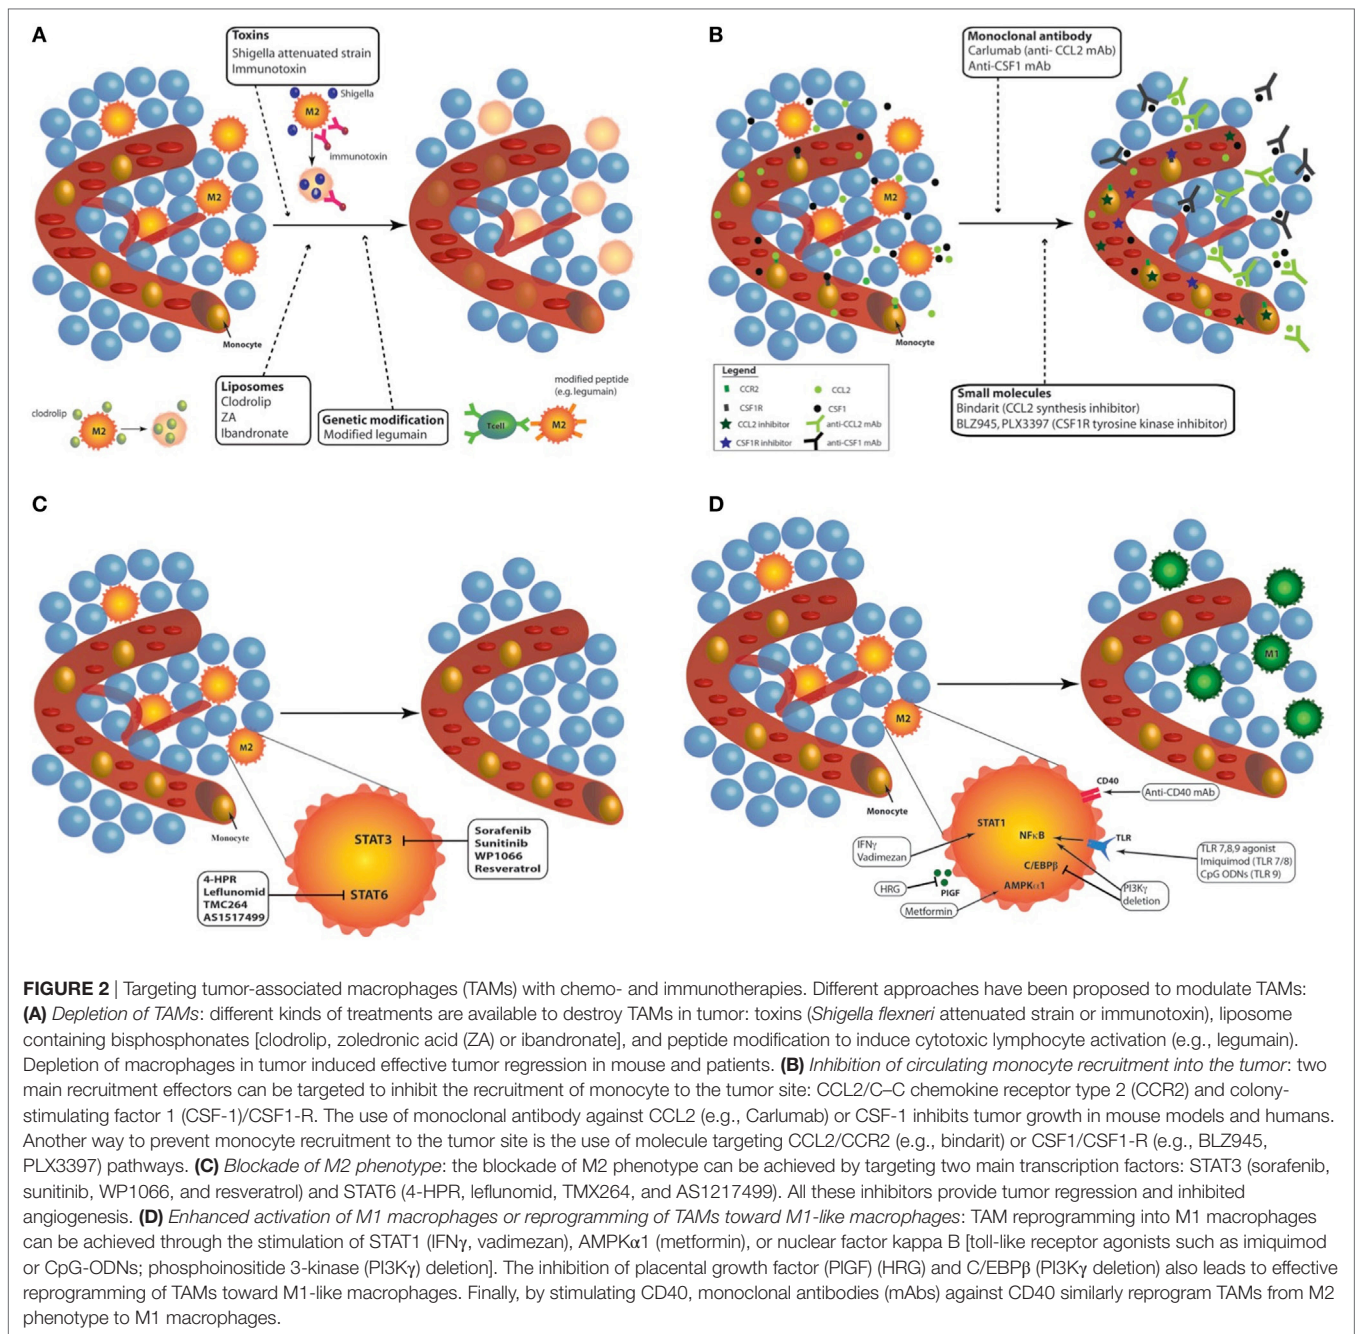 A
Toxins
Shigella attenuated strain
Immunotoxin
Shigella
M2
immunotoxin
M2
Monocyte
clodrolip
M2
Liposomes
Clodrolip
ZA
Ibandronate
Genetic modification
Modified legumain
modified peptide
(e.g. legumain)
Tcell
M2
B
Monoclonal antibody
Carlumab (anti- CCL2 mAb)
Anti-CSF1 mAb
M2
Monocyte
Legend
CCR2
CCL2
CSF1R
CSF1
CCL2 inhibitor
anti-CCL2 mAb
CSF1R inhibitor
anti-CSF1 mAb
Small molecules
Bindarit (CCL2 synthesis inhibitor)
BLZ945, PLX3397 (CSF1R tyrosine kinase inhibitor)
C
M2
Monocyte
STAT3
Sorafenib
Sunitinib
WP1066
Resveratrol
4-HPR
Leflunomid
TMC264
AS1517499
STAT6
D
M1
M2
Monocyte
CD40
Anti-CD40 mAb
STAT1
NFκB
TLR
IFNγ
Vadimezan
C/EBPβ
TLR 7,8,9 agonist
Imiquimod (TLR 7/8)
CpG ODNs (TLR 9)
HRG
PlGF
AMPKα1
PI3Kγ
deletion
Metformin
FIGURE 2 | Targeting tumor-associated macrophages (TAMs) with chemo- and immunotherapies. Different approaches have been proposed to modulate TAMs:
(A) Depletion of TAMs: different kinds of treatments are available to destroy TAMs in tumor: toxins (Shigella flexneri attenuated strain or immunotoxin), liposome
containing bisphosphonates [clodrolip, zoledronic acid (ZA) or ibandronate], and peptide modification to induce cytotoxic lymphocyte activation (e.g., legumain).
Depletion of macrophages in tumor induced effective tumor regression in mouse and patients. (B) Inhibition of circulating monocyte recruitment into the tumor: two
main recruitment effectors can be targeted to inhibit the recruitment of monocyte to the tumor site: CCL2/C–C chemokine receptor type 2 (CCR2) and colony-
stimulating factor 1 (CSF-1)/CSF1-R. The use of monoclonal antibody against CCL2 (e.g., Carlumab) or CSF-1 inhibits tumor growth in mouse models and humans.
Another way to prevent monocyte recruitment to the tumor site is the use of molecule targeting CCL2/CCR2 (e.g., bindarit) or CSF1/CSF1-R (e.g., BLZ945,
PLX3397) pathways. (C) Blockade of M2 phenotype: the blockade of M2 phenotype can be achieved by targeting two main transcription factors: STAT3 (sorafenib,
sunitinib, WP1066, and resveratrol) and STAT6 (4-HPR, leflunomid, TMX264, and AS1217499). All these inhibitors provide tumor regression and inhibited
angiogenesis. (D) Enhanced activation of M1 macrophages or reprogramming of TAMs toward M1-like macrophages: TAM reprogramming into M1 macrophages
can be achieved through the stimulation of STAT1 (IFNγ, vadimezan), AMPKα1 (metformin), or nuclear factor kappa B [toll-like receptor agonists such as imiquimod
or CpG-ODNs; phosphoinositide 3-kinase (PI3Kγ) deletion]. The inhibition of placental growth factor (PlGF) (HRG) and C/EBPβ (PI3Kγ deletion) also leads to effective
reprogramming of TAMs toward M1-like macrophages. Finally, by stimulating CD40, monoclonal antibodies (mAbs) against CD40 similarly reprogram TAMs from M2
phenotype to M1 macrophages.